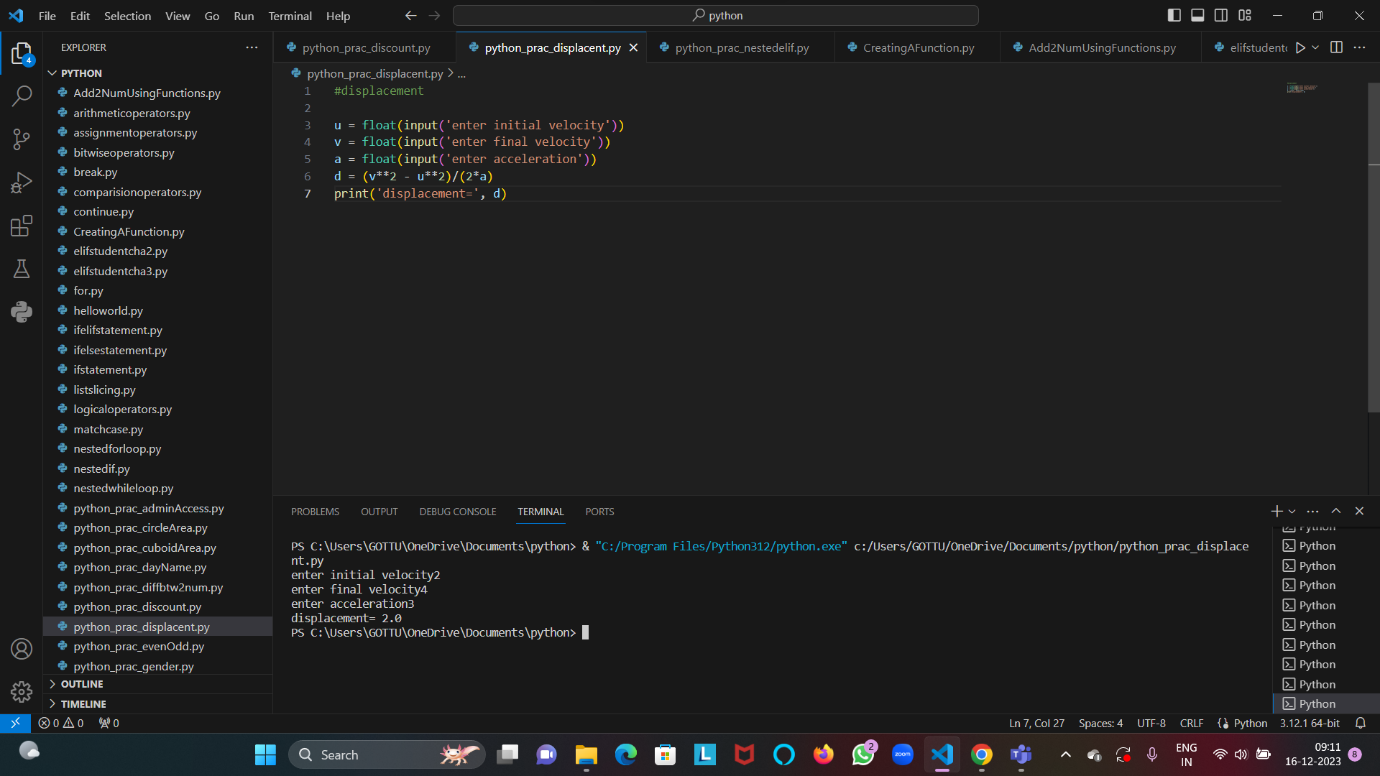 File Edit Selection View Go Run Terminal Help
python
EXPLORER
python_prac_discount.py python_prac_displacent.py python_prac_nestedelif.py CreatingAFunction.py Add2NumUsingFunctions.py elifstudent
PYTHON
Add2NumUsingFunctions.py
arithmeticoperators.py
assignmentoperators.py
bitwiseoperators.py
break.py
comparisionoperators.py
continue.py
CreatingAFunction.py
elifstudentcha2.py
elifstudentcha3.py
for.py
helloworld.py
ifelifstatement.py
ifelsestatement.py
ifstatement.py
listslicing.py
logicaloperators.py
matchcase.py
nestedforloop.py
nestedif.py
nestedwhileloop.py
python_prac_adminAccess.py
python_prac_circleArea.py
python_prac_cuboidArea.py
python_prac_dayName.py
python_prac_diffbtw2num.py
python_prac_discount.py
python_prac_displacent.py
python_prac_evenOdd.py
python_prac_gender.py
OUTLINE
TIMELINE
4
python_prac_displacent.py > ...
1 #displacement
2
3 u = float(input('enter initial velocity'))
4 v = float(input('enter final velocity'))
5 a = float(input('enter acceleration'))
6 d = (v**2 - u**2)/(2*a)
7 print('displacement=', d)
PROBLEMS OUTPUT DEBUG CONSOLE TERMINAL PORTS
PS C:\Users\GOTTU\OneDrive\Documents\python> & "C:/Program Files/Python312/python.exe" c:/Users/GOTTU/OneDrive/Documents/python/python_prac_displace
nt.py
enter initial velocity2
enter final velocity4
enter acceleration3
displacement= 2.0
PS C:\Users\GOTTU\OneDrive\Documents\python>
Python
Python
Python
Python
Python
Python
Python
Python
Python
Python
0 0 0
Ln 7, Col 27 Spaces: 4 UTF-8 CRLF Python 3.12.1 64-bit
Search
L
2
zoom
ENG
IN
09:11
16-12-2023
8